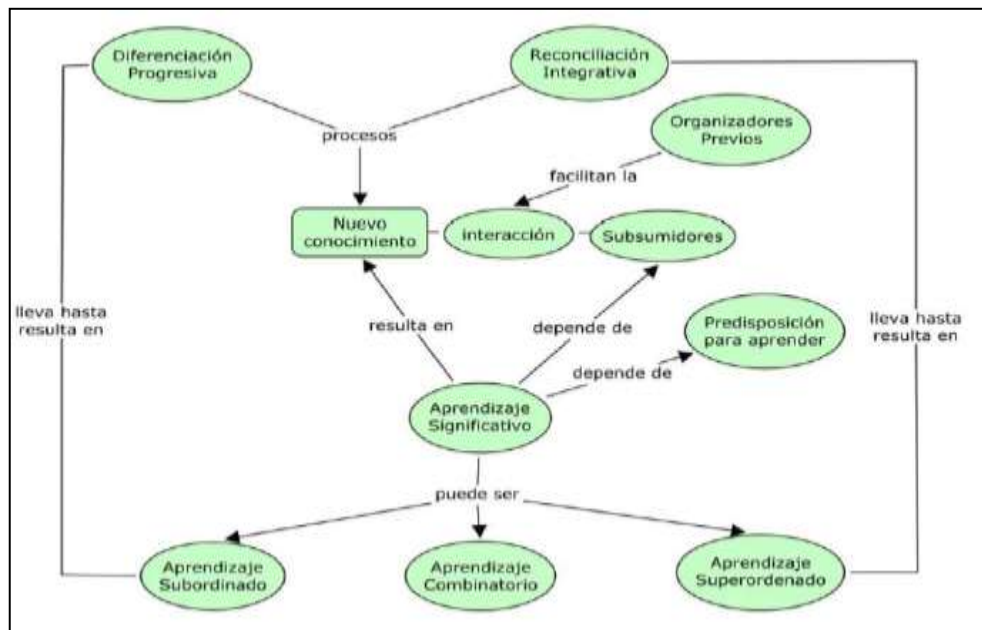 Diferenciación
Progresiva
Reconciliación
Integrativa
procesos
Organizadores
Previos
facilitan la
Nuevo
conocimiento
interacción
Subsumidores
lleva hasta
resulta en
resulta en
depende de
Predisposición
para aprender
lleva hasta
resulta en
depende de
Aprendizaje
Significativo
puede ser
Aprendizaje
Subordinado
Aprendizaje
Combinatorio
Aprendizaje
Superordenado